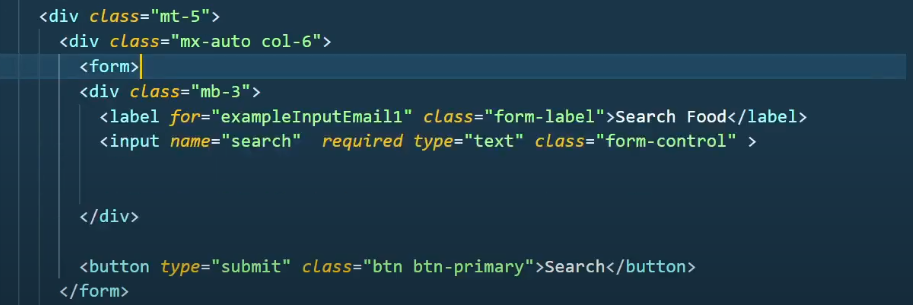 <div class="mt-5">
<div class="mx-auto col-6">
<form>
<div class="mb-3">
<label for="exampleInputEmail1" class="form-label">Search Food</label>
<input name="search"  required type="text" class="form-control" >
</div>
<button type="submit" class="btn btn-primary">Search</button>
</form>